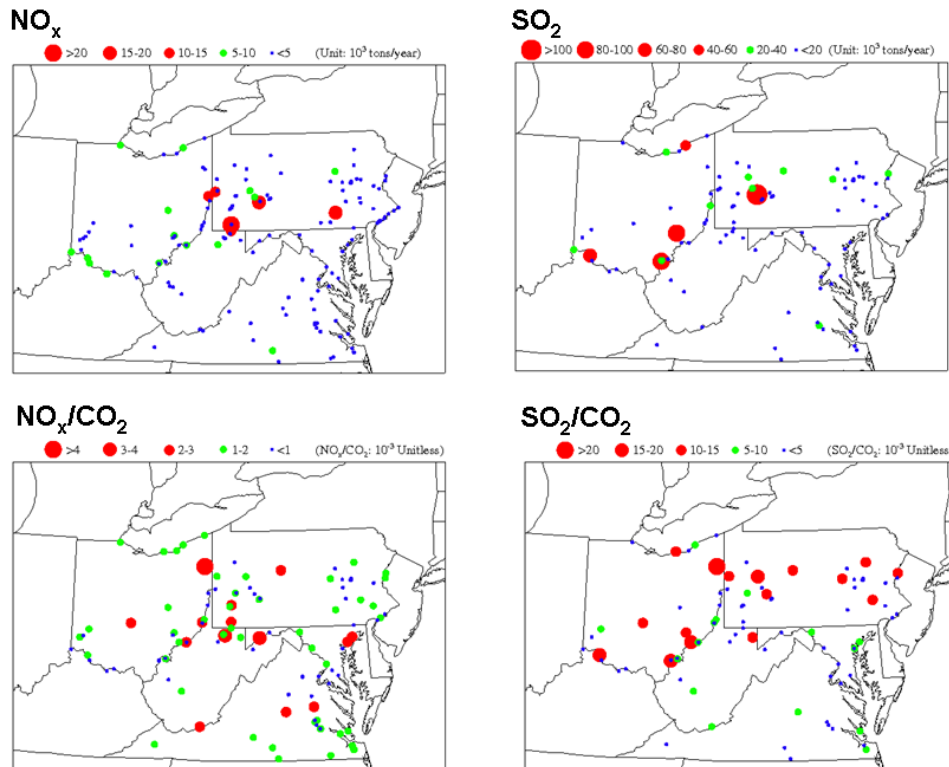 NOx
>20 15-20 10-15 5-10 <5 (Unit: 10³ tons/year)
SO2
>100 80-100 60-80 40-60 20-40 <20 (Unit: 10³ tons/year)
NOx/CO2
>4 3-4 2-3 1-2 <1 (NOx/CO2: 10⁻³ Unitless)
SO2/CO2
>20 15-20 10-15 5-10 <5 (SO2/CO2: 10⁻³ Unitless)